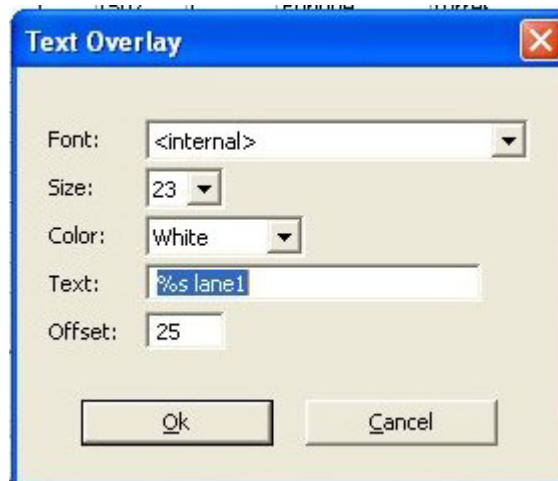 Text Overlay
Font: <internal>
Size: 23
Color: White
Text: %s lane1
Offset: 25
Ok Cancel